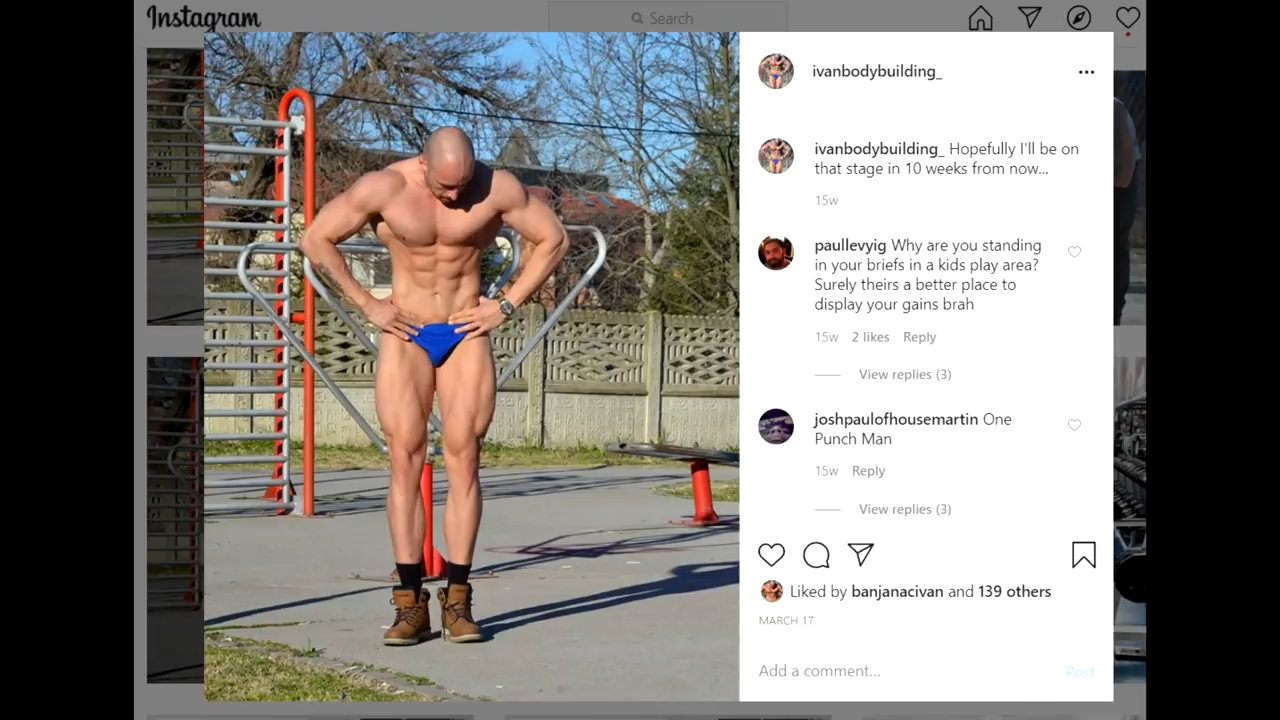 Instagram
Search
ivanbodybuilding_
ivanbodybuilding_ Hopefully I'll be on
that stage in 10 weeks from now...
15w
paullevyig Why are you standing
in your briefs in a kids play area?
Surely theirs a better place to
display your gains brah
15w 2 likes Reply
View replies (3)
joshpaulofhousemartin One
Punch Man
15w Reply
View replies (3)
Liked by banjanacivan and 139 others
MARCH 17
Add a comment... Post